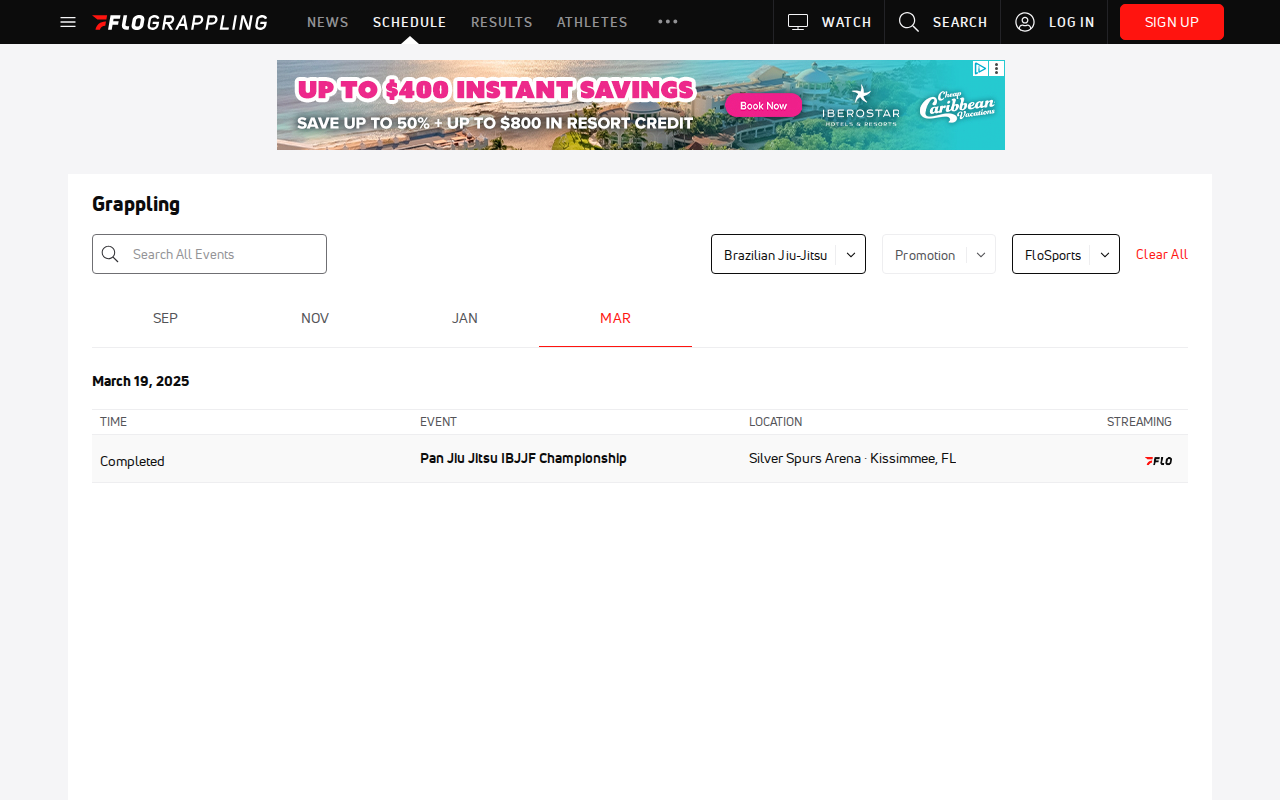 FLOGRAPPLING NEWS SCHEDULE RESULTS ATHLETES WATCH SEARCH LOG IN SIGN UP
UP TO $400 INSTANT SAVINGS
SAVE UP TO 50% + UP TO $800 IN RESORT CREDIT
Book Now
IBEROSTAR
HOTELS & RESORTS
Cheap
Caribbean
Vacations
Grappling
Search All Events Brazilian Jiu-Jitsu Promotion FloSports Clear All
SEP NOV JAN MAR
March 19, 2025
TIME EVENT LOCATION STREAMING
Completed Pan Jiu Jitsu IBJJF Championship Silver Spurs Arena · Kissimmee, FL FLO